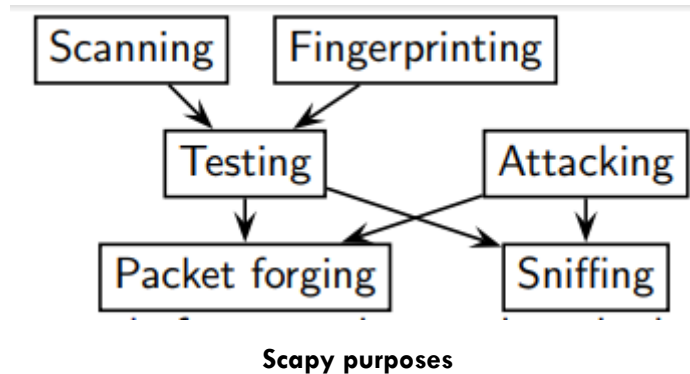 Scanning
Fingerprinting
Testing
Attacking
Packet forging
Sniffing
Scapy purposes